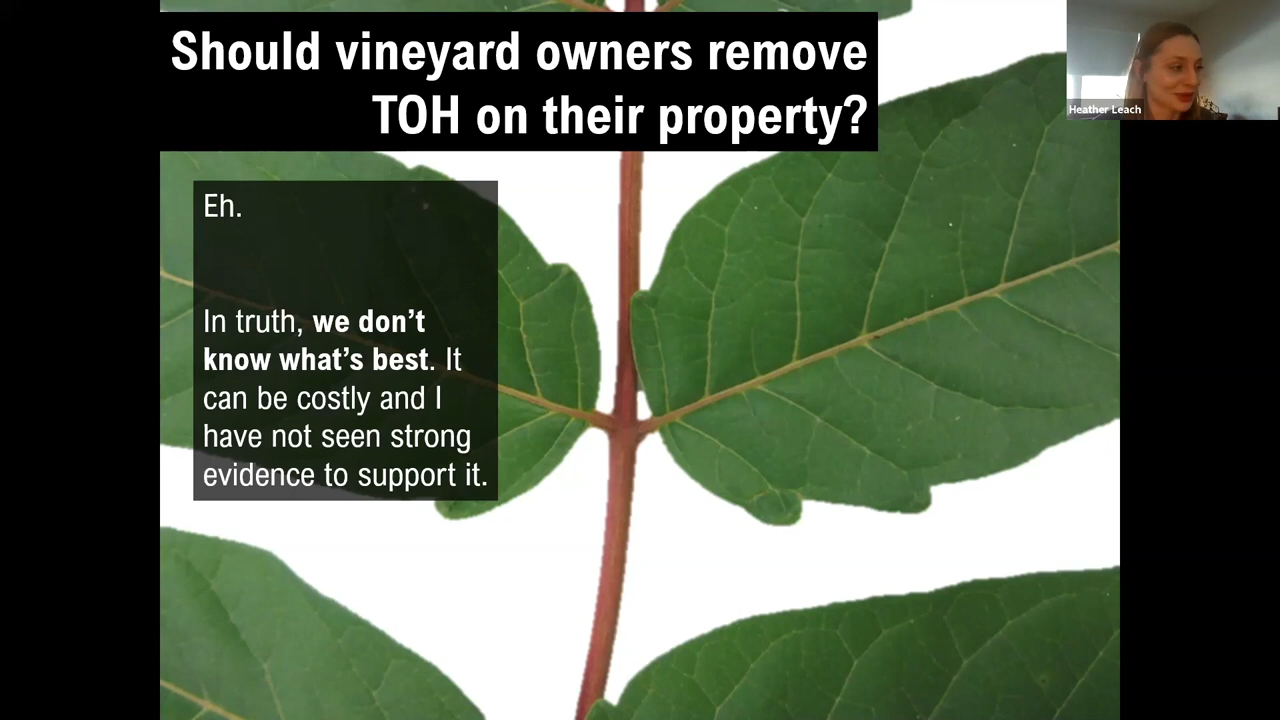 Should vineyard owners remove
TOH on their property?
Heather Leach
Eh.
In truth, we don’t
know what’s best. It
can be costly and I
have not seen strong
evidence to support it.